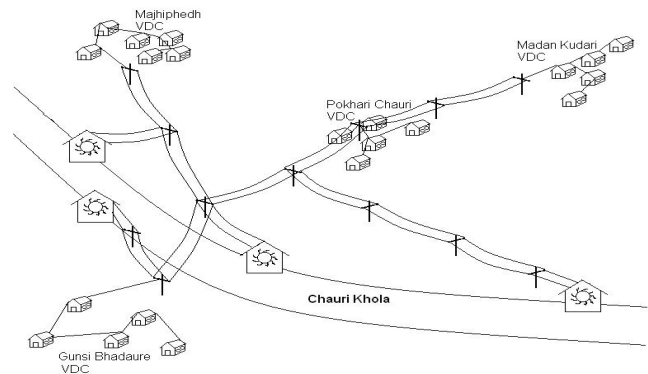 Majhiphedh
VDC
Madan Kudari
VDC
Pokhari Chauri
VDC
Chauri Khola
Gunsi Bhadaure
VDC